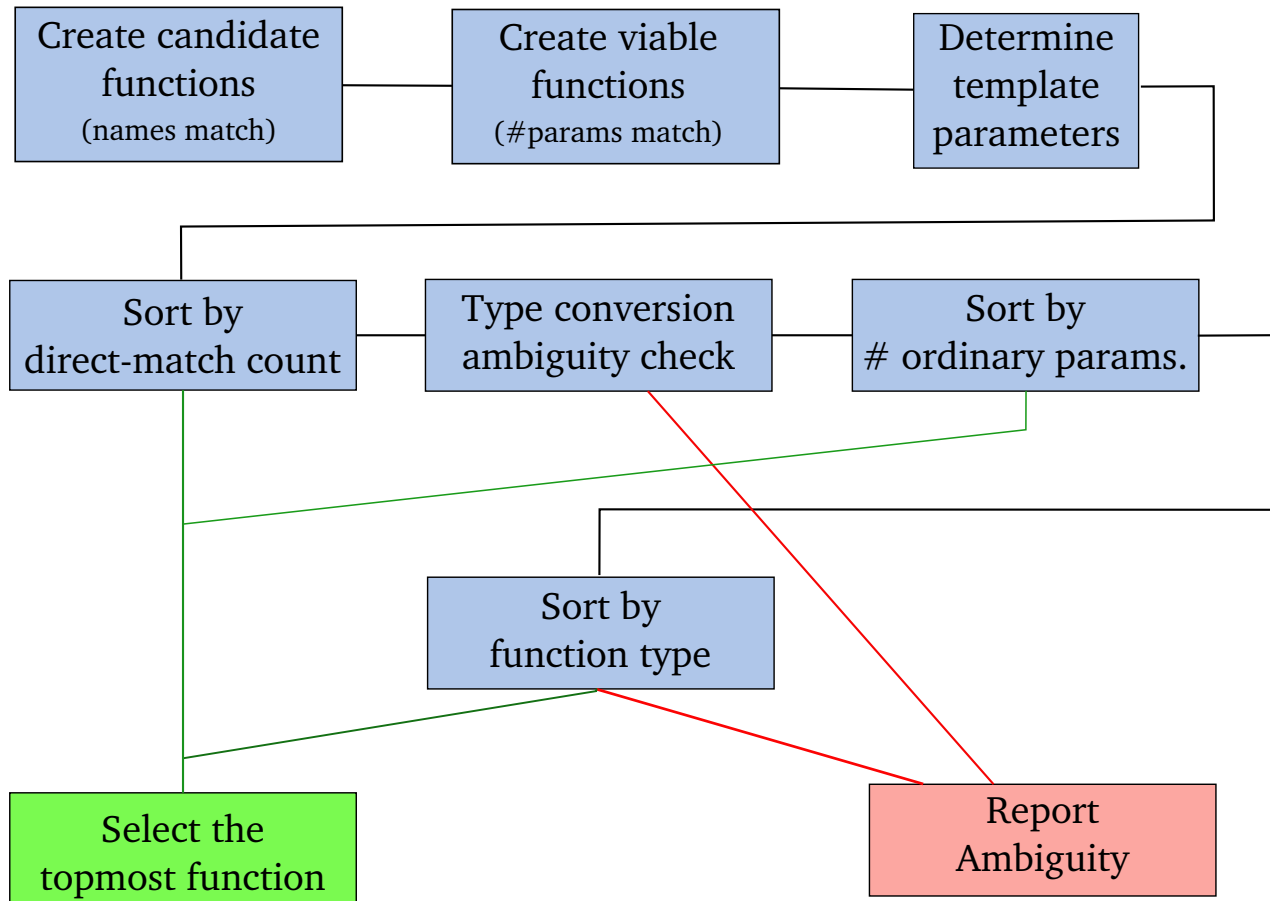 Create candidate
functions
(names match)
Create viable
functions
(#params match)
Determine
template
parameters
Sort by
direct-match count
Type conversion
ambiguity check
Sort by
# ordinary params.
Sort by
function type
Select the
topmost function
Report
Ambiguity